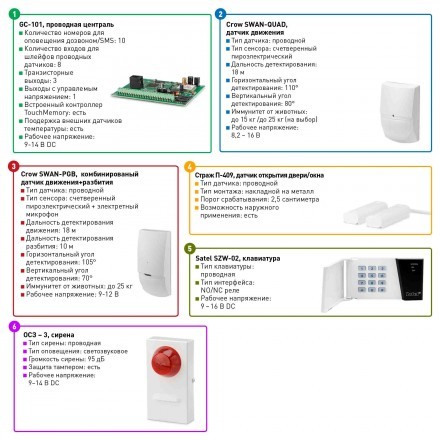 1
GC-101, проводная централь
Количество номеров для
оповещения дозвоном/SMS: 10
Количество входов для
шлейфов проводных
датчиков: 8
Транзисторные
выходы: 3
Выходы с управлением
напряжением: 1
Встроенный контроллер
TouchMemory: есть
Поддержка внешних датчиков
температуры: есть
Рабочее напряжение:
9-14 В DC
2
Crow SWAN-QUAD,
датчик движения
Тип датчика: проводной
Тип сенсора: счетверенный
пироэлектрический
Дальность детектирования:
18 м
Горизонтальный угол
детектирования: 110°
Вертикальный угол
детектирования: 80°
Иммунитет от животных:
до 15 кг /до 25 кг (на выбор)
Рабочее напряжение:
8,2 – 16 В
3
Crow SWAN-PGB, комбинированый
датчик движения+разбития
Тип датчика: проводной
Тип сенсора: счетверенный
пироэлектрический + электретный
микрофон
Дальность детектирования
движения: 18 м
Дальность детектирования
разбития: 10 м
Горизонтальный угол
детектирования: 105°
Вертикальный угол
детектирования: 70°
Иммунитет от животных: до 25 кг
Рабочее напряжение: 9-12 В
4
Страж П-409, датчик открытия двери/окна
Тип датчика: проводной
Тип монтажа: накладной на металл
Порог срабатывания: 2,5 сантиметра
Возможность наружного
применения: есть
5
Satel SZW-02, клавиатура
Тип клавиатуры:
проводная
Тип интерфейса:
NO/NC реле
Рабочее напряжение:
9 – 16 В DC
6
ОСЗ – 3, сирена
Тип сирены: проводная
Тип оповещения: светозвуковое
Громкость сирены: 95 дБ
Защита тампером: есть
Рабочее напряжение:
9–14 В DC